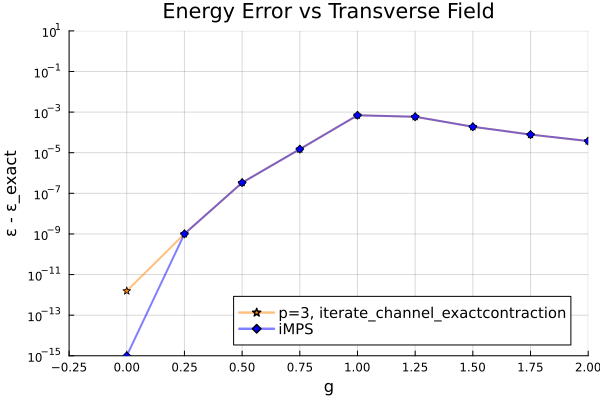 Energy Error vs Transverse Field
ε - ε_exact
10¹
10⁻¹
10⁻³
10⁻⁵
10⁻⁷
10⁻⁹
10⁻¹¹
10⁻¹³
10⁻¹⁵
p=3, iterate_channel_exactcontraction
iMPS
−0.25 0.00 0.25 0.50 0.75 1.00 1.25 1.50 1.75 2.00
g